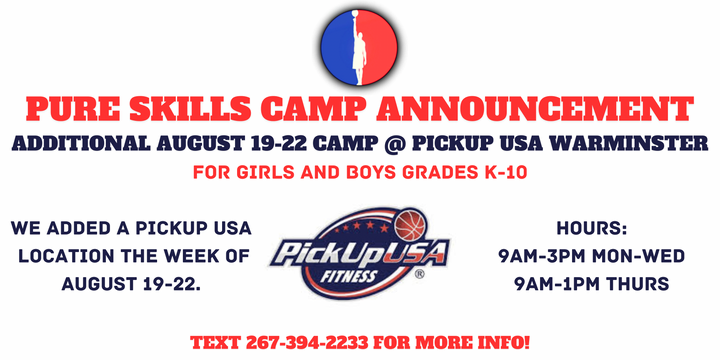 PURE SKILLS CAMP ANNOUNCEMENT
ADDITIONAL AUGUST 19-22 CAMP @ PICKUP USA WARMINSTER
FOR GIRLS AND BOYS GRADES K-10
WE ADDED A PICKUP USA
LOCATION THE WEEK OF
AUGUST 19-22.
PickUpUSA
FITNESS ®
HOURS:
9AM-3PM MON-WED
9AM-1PM THURS
TEXT 267-394-2233 FOR MORE INFO!